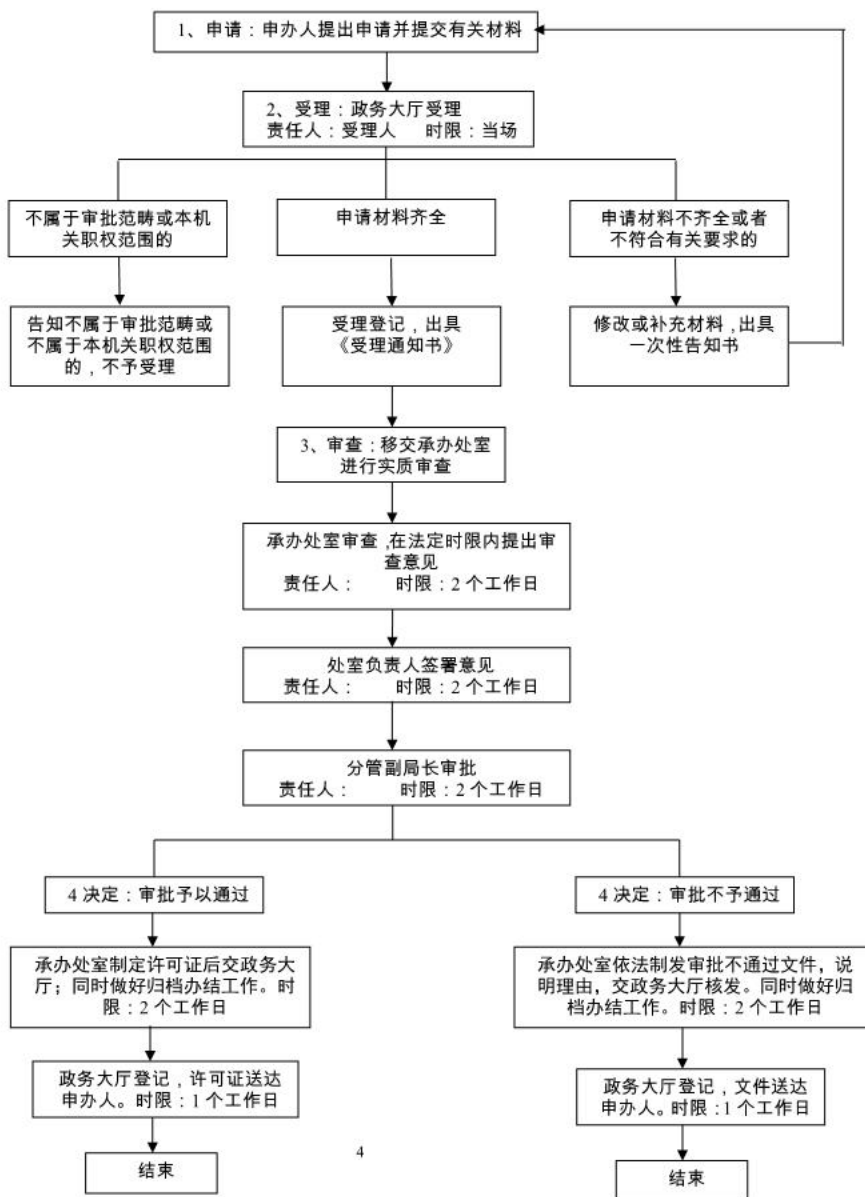 1、申请：申办人提出申请并提交有关材料
2、受理：政务大厅受理
责任人：受理人 时限：当场
不属于审批范畴或本机
关职权范围的
申请材料齐全
申请材料不齐全或者
不符合有关要求的
告知不属于审批范畴或
不属于本机关职权范围
的，不予受理
受理登记，出具
《受理通知书》
修改或补充材料，出具
一次性告知书
3、审查：移交承办处室
进行实质审查
承办处室审查，在法定时限内提出审
查意见
责任人： 时限：2 个工作日
处室负责人签署意见
责任人： 时限：2 个工作日
分管副局长审批
责任人： 时限：2 个工作日
4 决定：审批予以通过
4 决定：审批不予通过
承办处室制定许可证后交政务大
厅；同时做好归档办结工作。时
限：2 个工作日
承办处室依法制发审批不通过文件，说
明理由，交政务大厅核发。同时做好归
档办结工作。时限：2 个工作日
政务大厅登记，许可证送达
申办人。时限：1 个工作日
政务大厅登记，文件送达
申办人。时限：1 个工作日
结束
4
结束